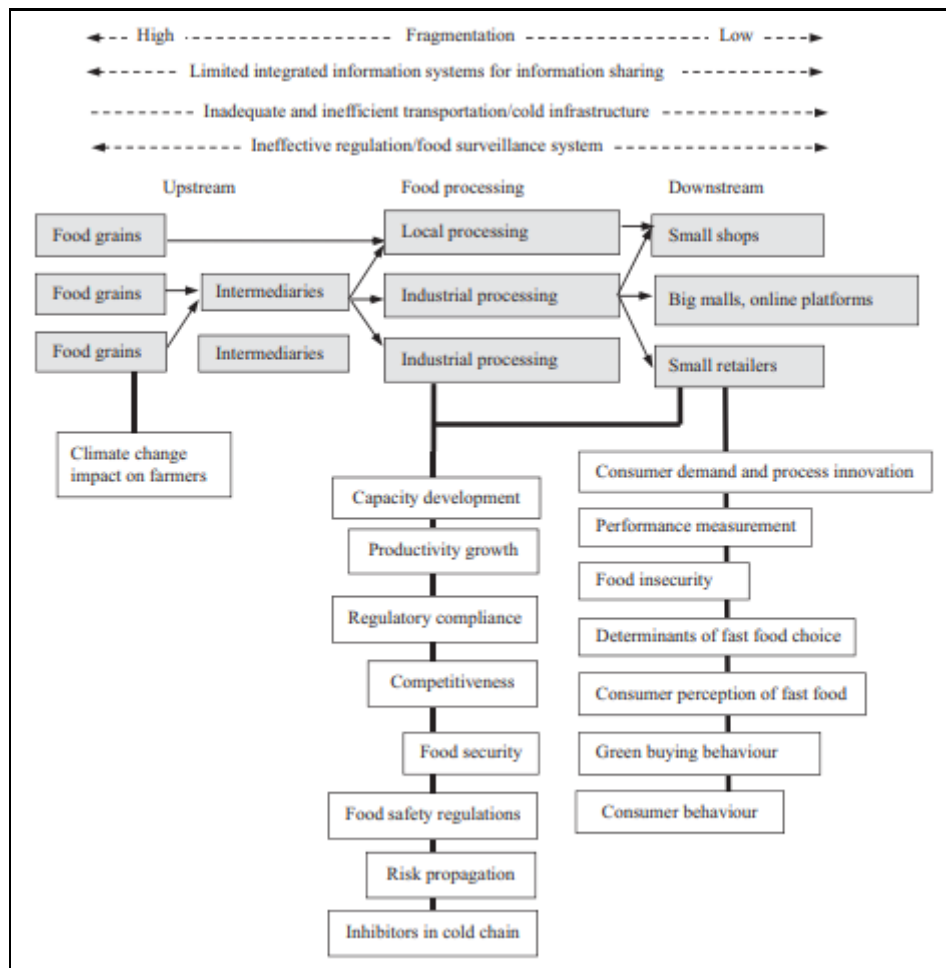 High Fragmentation Low
Limited integrated information systems for information sharing
Inadequate and inefficient transportation/cold infrastructure
Ineffective regulation/food surveillance system
Upstream Food processing Downstream
Food grains Local processing Small shops
Food grains Intermediaries Industrial processing Big malls, online platforms
Food grains Intermediaries Industrial processing Small retailers
Climate change
impact on farmers
Capacity development
Productivity growth
Regulatory compliance
Competitiveness
Food security
Food safety regulations
Risk propagation
Inhibitors in cold chain
Consumer demand and process innovation
Performance measurement
Food insecurity
Determinants of fast food choice
Consumer perception of fast food
Green buying behaviour
Consumer behaviour